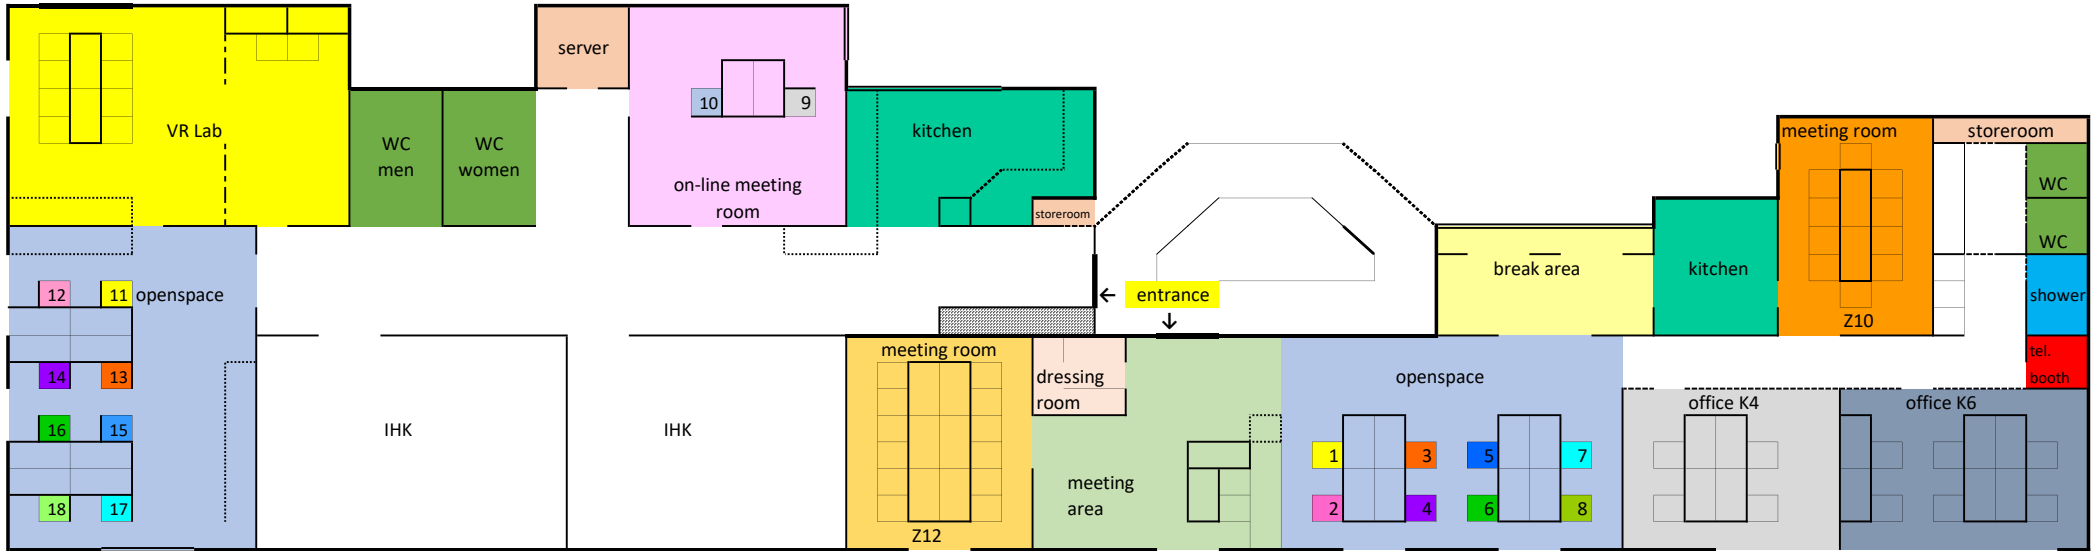 server
VR Lab
WC
men
WC
women
10
9
on-line meeting
room
kitchen
storeroom
meeting room
storeroom
WC
WC
break area
kitchen
shower
Z10
← entrance
↓
12
11
openspace
14
13
16
15
18
17
IHK
IHK
meeting room
Z12
dressing
room
meeting
area
openspace
1
3
5
7
2
4
6
8
office K4
office K6
tel.
booth